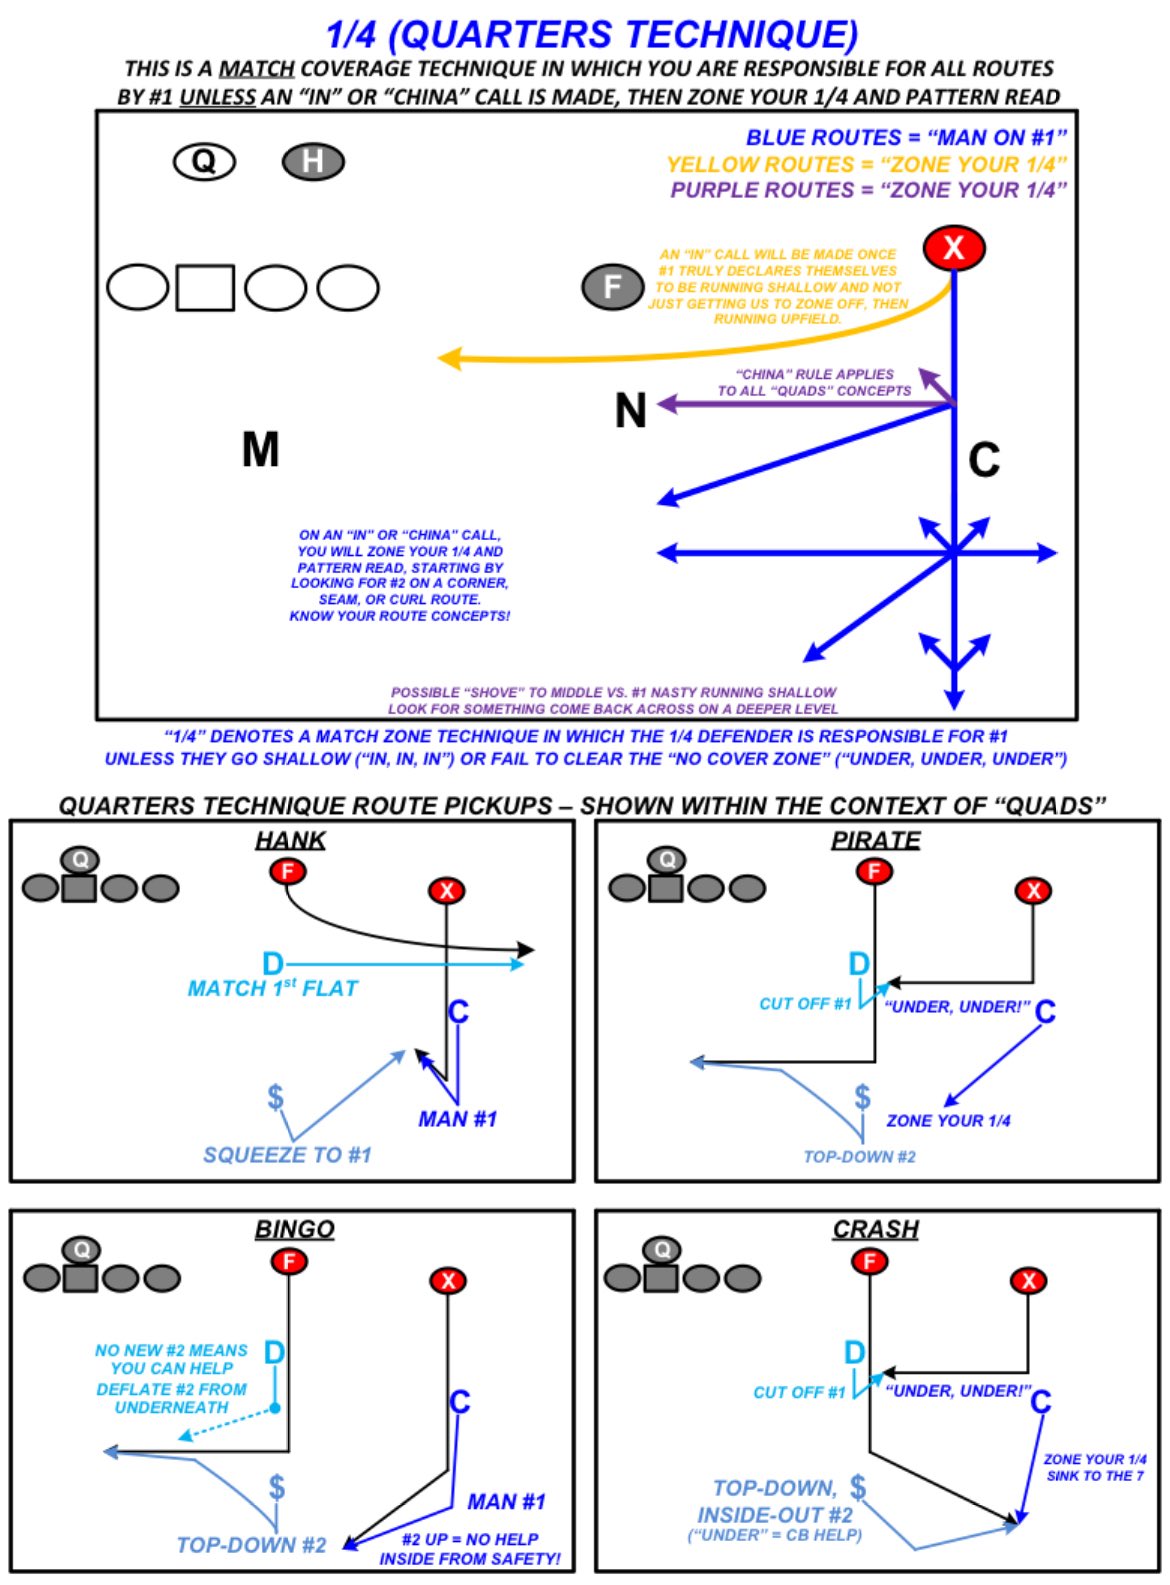 1/4 (QUARTERS TECHNIQUE)
THIS IS A MATCH COVERAGE TECHNIQUE IN WHICH YOU ARE RESPONSIBLE FOR ALL ROUTES
BY #1 UNLESS AN “IN” OR “CHINA” CALL IS MADE, THEN ZONE YOUR 1/4 AND PATTERN READ
Q
H
BLUE ROUTES = “MAN ON #1”
YELLOW ROUTES = “ZONE YOUR 1/4”
PURPLE ROUTES = “ZONE YOUR 1/4”
X
F
AN “IN” CALL WILL BE MADE ONCE
#1 TRULY DECLARES THEMSELVES
TO BE RUNNING SHALLOW AND NOT
JUST GETTING US TO ZONE OFF, THEN
RUNNING UPFIELD.
“CHINA” RULE APPLIES
TO ALL “QUADS” CONCEPTS
N
M
C
ON AN “IN” OR “CHINA” CALL,
YOU WILL ZONE YOUR 1/4 AND
PATTERN READ, STARTING BY
LOOKING FOR #2 ON A CORNER,
SEAM, OR CURL ROUTE.
KNOW YOUR ROUTE CONCEPTS!
POSSIBLE “SHOVE” TO MIDDLE VS. #1 NASTY RUNNING SHALLOW
LOOK FOR SOMETHING COME BACK ACROSS ON A DEEPER LEVEL
“1/4” DENOTES A MATCH ZONE TECHNIQUE IN WHICH THE 1/4 DEFENDER IS RESPONSIBLE FOR #1
UNLESS THEY GO SHALLOW (“IN, IN, IN”) OR FAIL TO CLEAR THE “NO COVER ZONE” (“UNDER, UNDER, UNDER”)
QUARTERS TECHNIQUE ROUTE PICKUPS – SHOWN WITHIN THE CONTEXT OF “QUADS”
HANK
Q
F
X
D
MATCH 1st FLAT
C
$
MAN #1
SQUEEZE TO #1
PIRATE
Q
F
X
D
CUT OFF #1
“UNDER, UNDER!”
C
$
ZONE YOUR 1/4
TOP-DOWN #2
BINGO
Q
F
X
NO NEW #2 MEANS
YOU CAN HELP
DEFLATE #2 FROM
UNDERNEATH
D
C
$
MAN #1
TOP-DOWN #2
#2 UP = NO HELP
INSIDE FROM SAFETY!
CRASH
Q
F
X
D
CUT OFF #1
“UNDER, UNDER!”
C
ZONE YOUR 1/4
SINK TO THE 7
TOP-DOWN,
$
INSIDE-OUT #2
(“UNDER” = CB HELP)